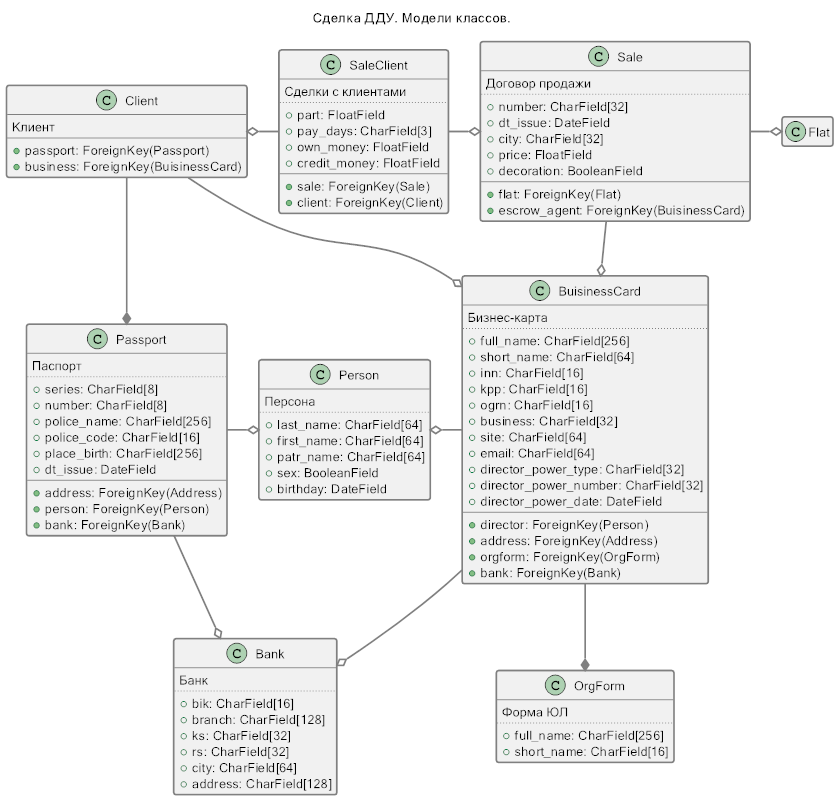 Сделка ДДУ. Модели классов.
C Client
Клиент
passport: ForeignKey(Passport)
business: ForeignKey(BuisinessCard)
C SaleClient
Сделки с клиентами
part: FloatField
pay_days: CharField[3]
own_money: FloatField
credit_money: FloatField
sale: ForeignKey(Sale)
client: ForeignKey(Client)
C Sale
Договор продажи
number: CharField[32]
dt_issue: DateField
city: CharField[32]
price: FloatField
decoration: BooleanField
flat: ForeignKey(Flat)
escrow_agent: ForeignKey(BuisinessCard)
C Flat
C Passport
Паспорт
series: CharField[8]
number: CharField[8]
police_name: CharField[256]
police_code: CharField[16]
place_birth: CharField[256]
dt_issue: DateField
address: ForeignKey(Address)
person: ForeignKey(Person)
bank: ForeignKey(Bank)
C Person
Персона
last_name: CharField[64]
first_name: CharField[64]
patr_name: CharField[64]
sex: BooleanField
birthday: DateField
C BuisinessCard
Бизнес-карта
full_name: CharField[256]
short_name: CharField[64]
inn: CharField[16]
kpp: CharField[16]
ogrn: CharField[16]
business: CharField[32]
site: CharField[64]
email: CharField[64]
director_power_type: CharField[32]
director_power_number: CharField[32]
director_power_date: DateField
director: ForeignKey(Person)
address: ForeignKey(Address)
orgform: ForeignKey(OrgForm)
bank: ForeignKey(Bank)
C Bank
Банк
bik: CharField[16]
branch: CharField[128]
ks: CharField[32]
rs: CharField[32]
city: CharField[64]
address: CharField[128]
C OrgForm
Форма ЮЛ
full_name: CharField[256]
short_name: CharField[16]